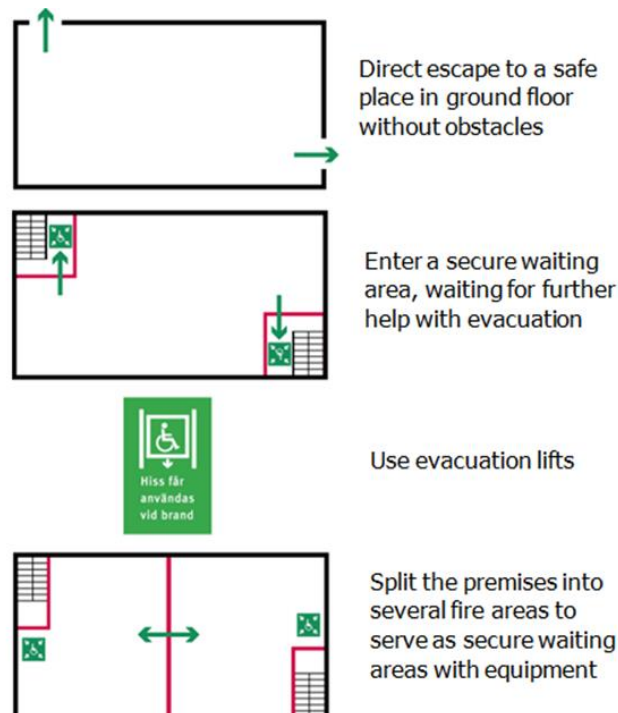 Direct escape to a safe
place in ground floor
without obstacles
Enter a secure waiting
area, waiting for further
help with evacuation
Hiss får
användas
vid brand
Use evacuation lifts
Split the premises into
several fire areas to
serve as secure waiting
areas with equipment